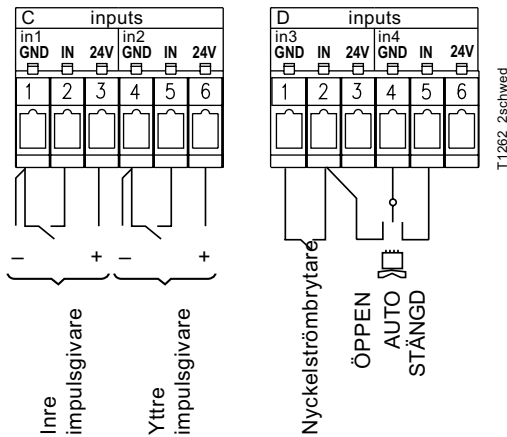 C inputs
in1 in2
GND IN 24V GND IN 24V
1 2 3 4 5 6
– + – +
Inre
impulsgivare
Yttre
impulsgivare
D inputs
in3 in4
GND IN 24V GND IN 24V
1 2 3 4 5 6
Nyckelströmbrytare
ÖPPEN
AUTO
STÄNGD
T1262_2schwed